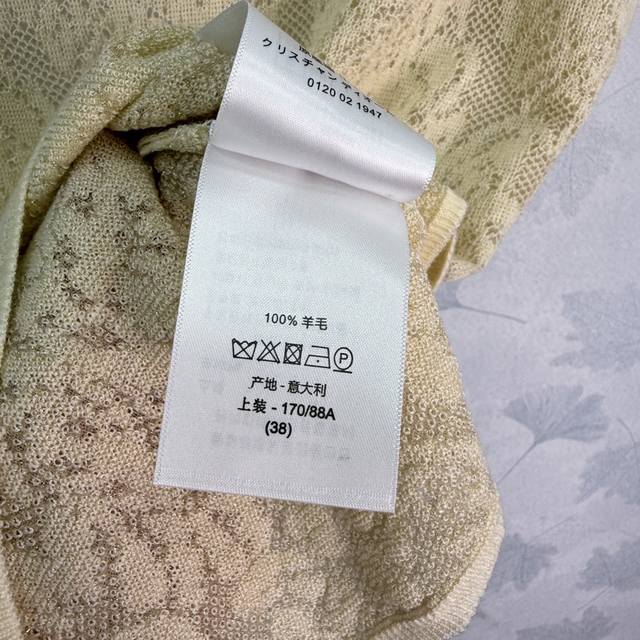 クリスチャン ディオ
0120 02 1947
100% 羊毛
产地 - 意大利
上装 - 170/88A
(38)